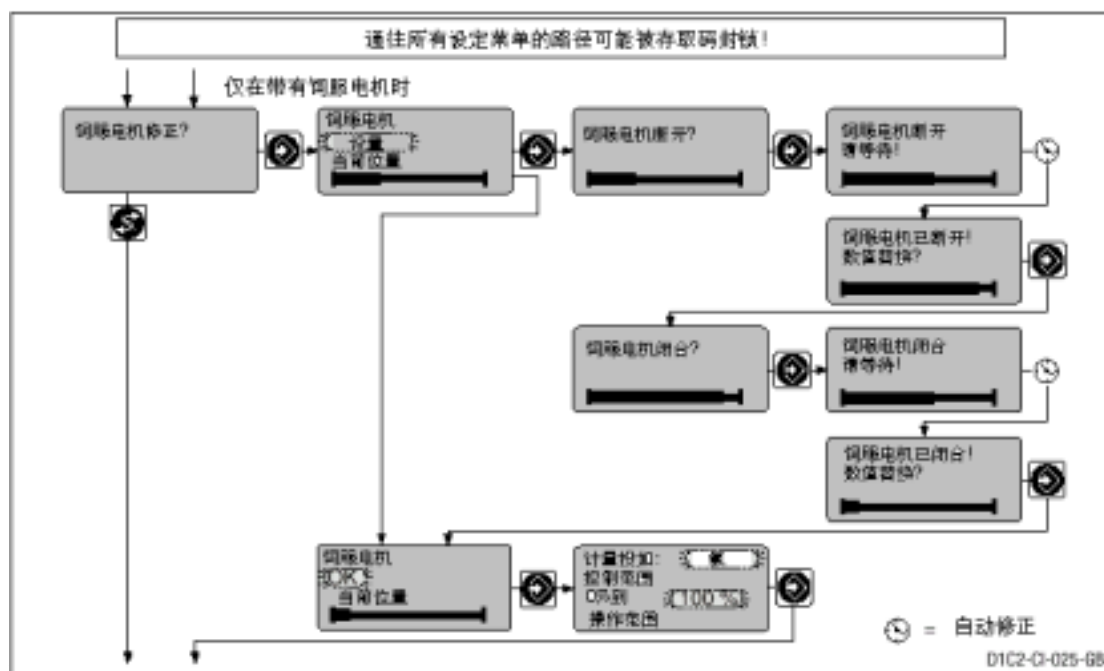 通往所有设定菜单的路径可能被存取码封锁!
仅在带有伺服电机时
伺服电机修正?
伺服电机
设置
当前位置
伺服电机断开?
伺服电机断开
请等待!
伺服电机已断开!
数值替换?
伺服电机闭合?
伺服电机闭合
请等待!
伺服电机已闭合!
数值替换?
伺服电机
OK
当前位置
计量投加:
控制范围
0%到 100 %
操作范围
= 自动修正
D1C2-CI-025-GB